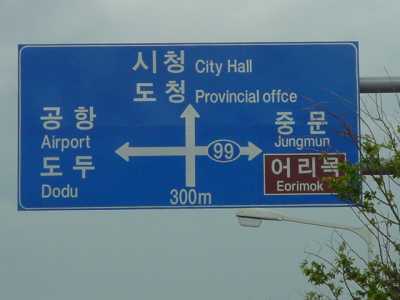 시청 City Hall
도청 Provincial offce
공항
Airport
도두
Dodu
99
중문
Jungmun
어리목
Eorimok
300m